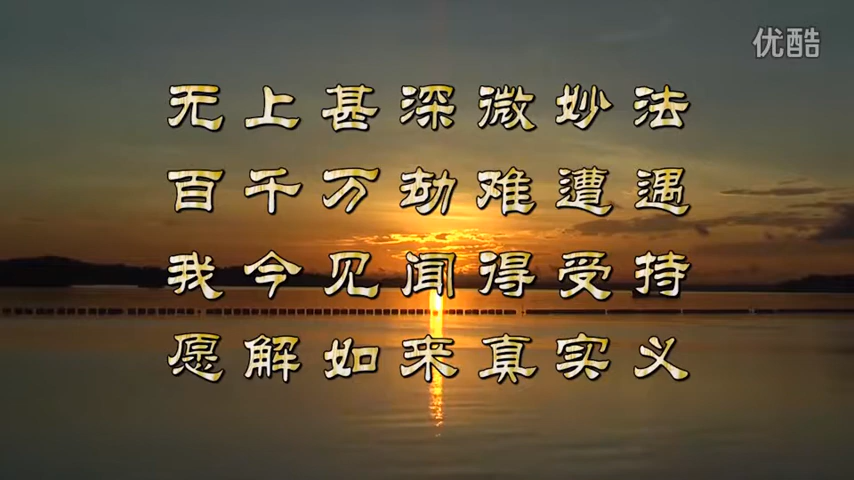 优酷
无上甚深微妙法
百千万劫难遭遇
我今见闻得受持
愿解如来真实义